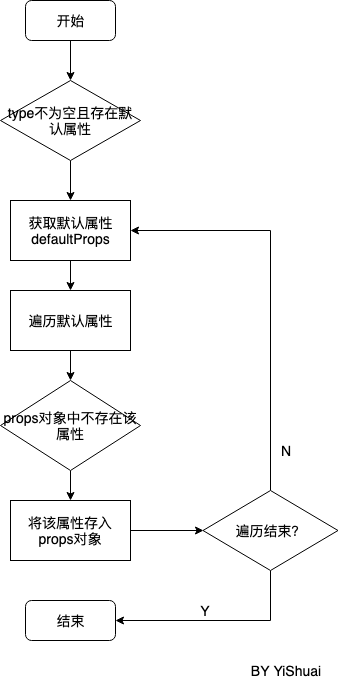 开始
type不为空且存在默
认属性
获取默认属性
defaultProps
遍历默认属性
props对象中不存在该
属性
N
将该属性存入
props对象
遍历结束?
Y
结束
BY YiShuai